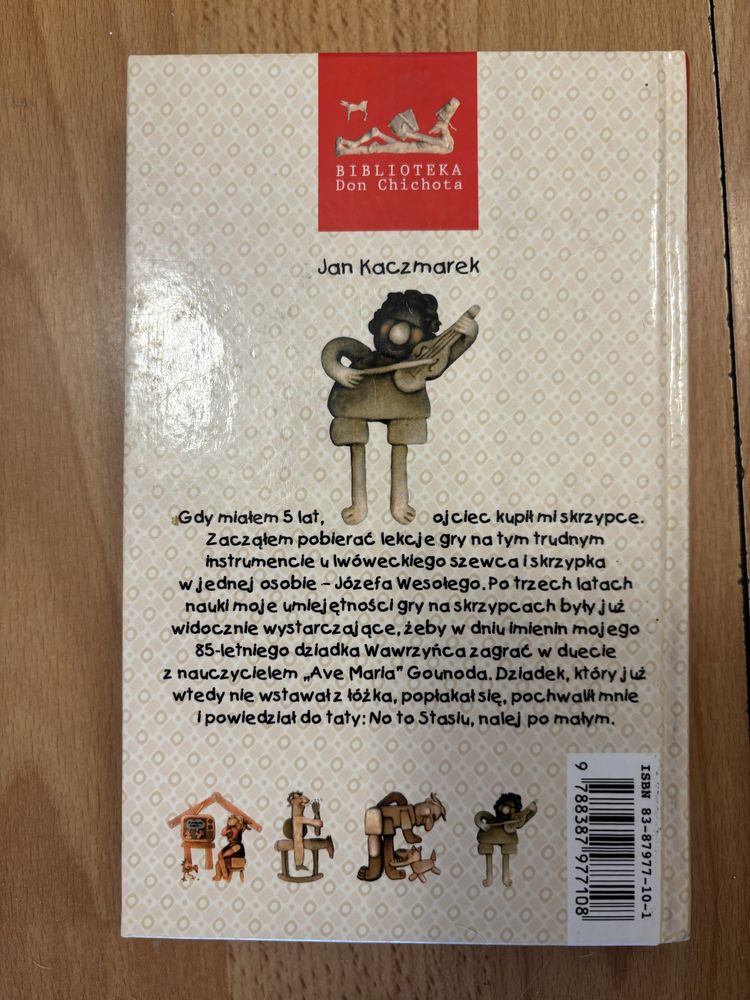 BIBLIOTEKA
Don Chichota
Jan Kaczmarek
Gdy miałem 5 lat, ojciec kupił mi skrzypce.
Zacząłem pobierać lekcje gry na tym trudnym
instrumencie u lwóweckiego szewca i skrzypka
w jednej osobie – Józefa Wesołego. Po trzech latach
nauki moje umiejętności gry na skrzypcach były już
widocznie wystarczające, żeby w dniu imienin mojego
85-letniego dziadka Wawrzyńca zagrać w duecie
z nauczycielem „Ave Maria” Gounoda. Dziadek, który już
wtedy nie wstawał z łóżka, popłakał się, pochwalił mnie
i powiedział do taty: No to Stasiu, nalej po małym.
ISBN 83-87977-10-1
9 788387 977108